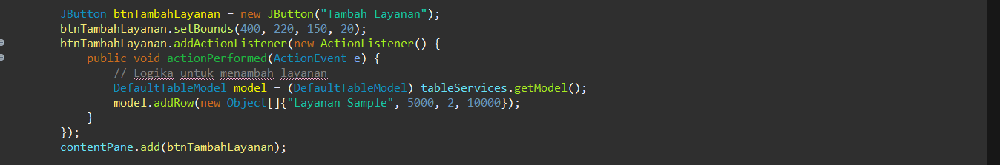 JButton btnTambahLayanan = new JButton("Tambah Layanan");
btnTambahLayanan.setBounds(400, 220, 150, 20);
btnTambahLayanan.addActionListener(new ActionListener() {
    public void actionPerformed(ActionEvent e) {
        // Logika untuk menambah layanan
        DefaultTableModel model = (DefaultTableModel) tableServices.getModel();
        model.addRow(new Object[]{"Layanan Sample", 5000, 2, 10000});
    }
});
contentPane.add(btnTambahLayanan);